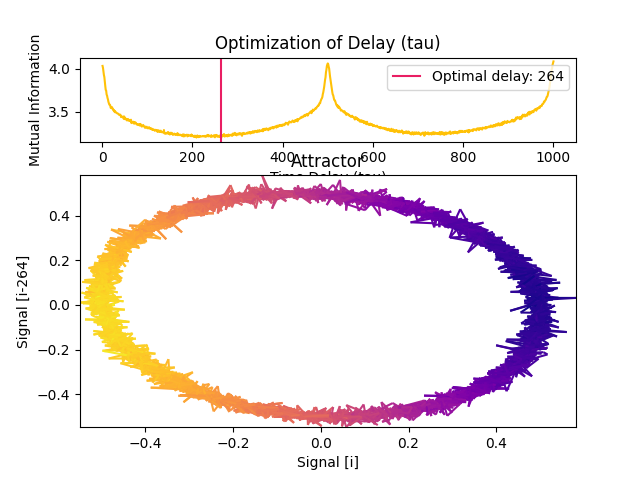 Optimization of Delay (tau)
Mutual Information
4.0
3.5
Optimal delay: 264
0
200
400
600
800
1000
Time Delay (tau)
Attractor
Signal [i-264]
0.4
0.2
0.0
−0.2
−0.4
−0.4
−0.2
0.0
0.2
0.4
Signal [i]